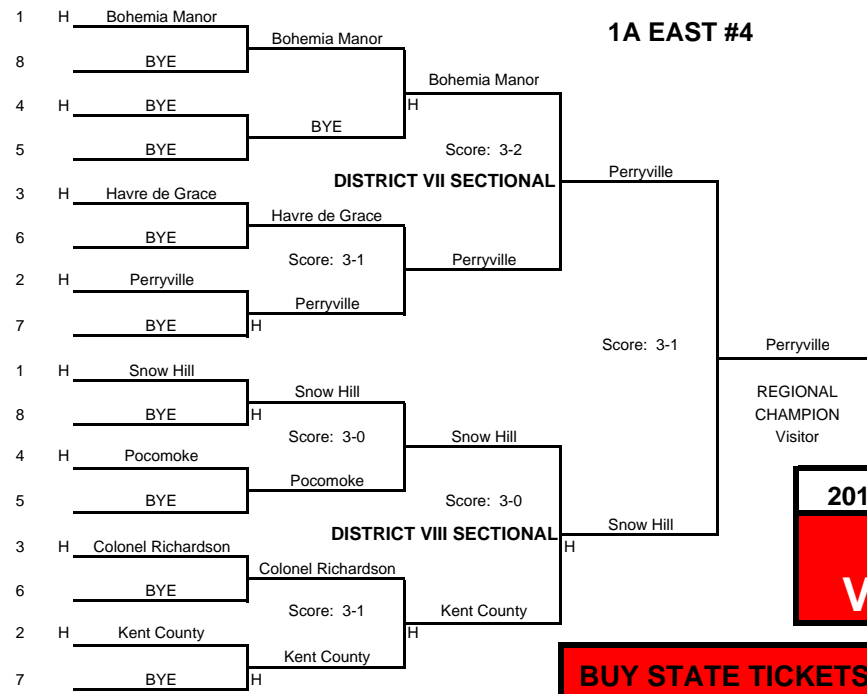 1A EAST #4
1 H Bohemia Manor
Bohemia Manor
8 BYE
Bohemia Manor
4 H BYE
H
BYE
5 BYE
Score: 3-2
Perryville
DISTRICT VII SECTIONAL
3 H Havre de Grace
Havre de Grace
6 BYE
Score: 3-1
Perryville
2 H Perryville
Perryville
7 BYE
H
Score: 3-1
Perryville
1 H Snow Hill
Snow Hill
REGIONAL
CHAMPION
Visitor
8 BYE
H
Score: 3-0
Snow Hill
4 H Pocomoke
Pocomoke
5 BYE
Score: 3-0
Snow Hill
DISTRICT VIII SECTIONAL
H
3 H Colonel Richardson
Colonel Richardson
6 BYE
Score: 3-1
Kent County
2 H Kent County
H
Kent County
7 BYE
H
201
V
BUY STATE TICKETS